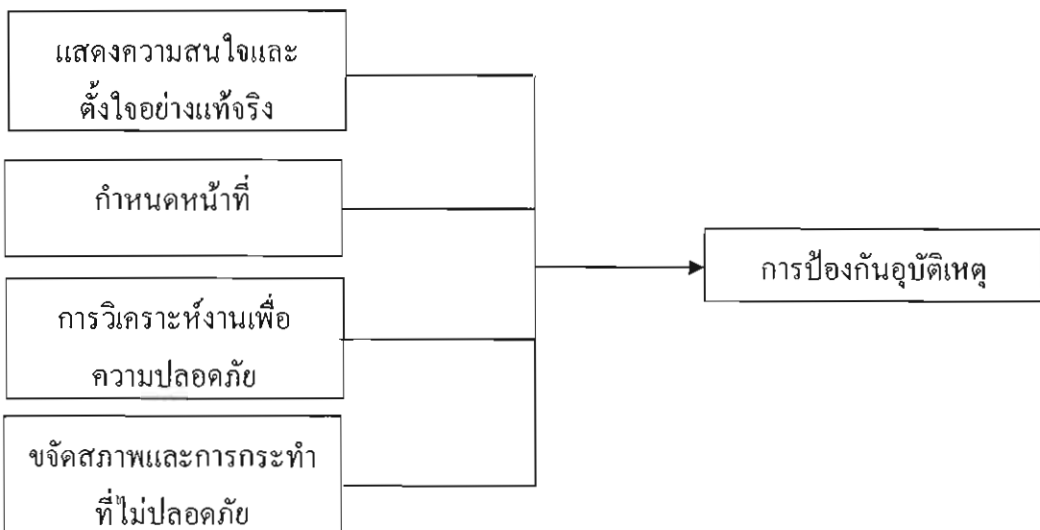 แสดงความสนใจและ
ตั้งใจอย่างแท้จริง
กำหนดหน้าที่
การวิเคราะห์งานเพื่อ
ความปลอดภัย
ขจัดสภาพและการกระทำ
ที่ไม่ปลอดภัย
การป้องกันอุบัติเหตุ